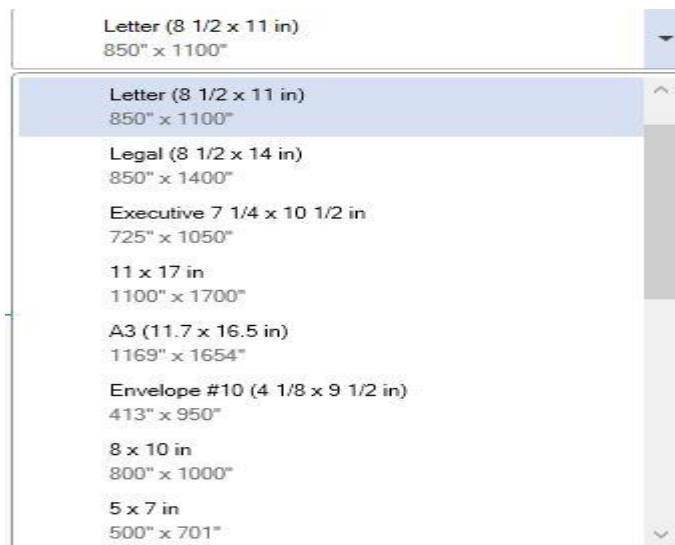 Letter (8 1/2 x 11 in)
850" x 1100"
Letter (8 1/2 x 11 in)
850" x 1100"
Legal (8 1/2 x 14 in)
850" x 1400"
Executive 7 1/4 x 10 1/2 in
725" x 1050"
11 x 17 in
1100" x 1700"
A3 (11.7 x 16.5 in)
1169" x 1654"
Envelope #10 (4 1/8 x 9 1/2 in)
413" x 950"
8 x 10 in
800" x 1000"
5 x 7 in
500" x 701"